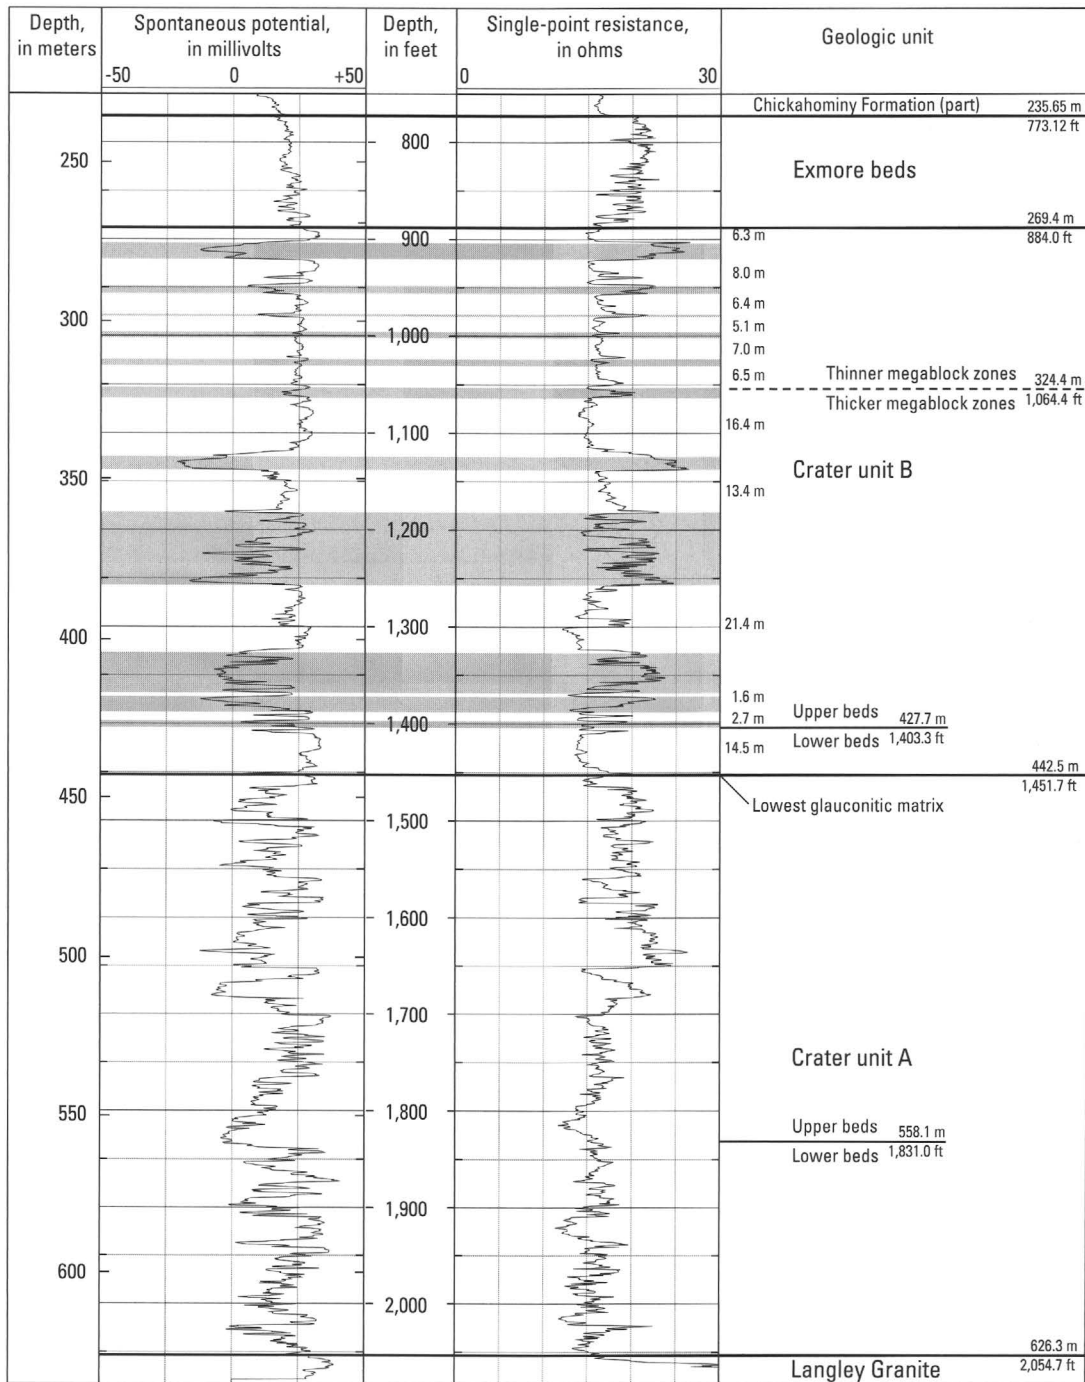 Depth, in meters
Spontaneous potential, in millivolts
-50 0 +50
Depth, in feet
Single-point resistance, in ohms
0 30
Geologic unit
Chickahominy Formation (part) 235.65 m
773.12 ft
800
250
Exmore beds
269.4 m
6.3 m
900
884.0 ft
8.0 m
6.4 m
300
5.1 m
1,000
7.0 m
6.5 m
Thinner megablock zones 324.4 m
Thicker megablock zones 1,064.4 ft
16.4 m
1,100
Crater unit B
350
13.4 m
1,200
1,300
21.4 m
400
1.6 m
Upper beds 427.7 m
2.7 m
1,400
Lower beds 1,403.3 ft
14.5 m
442.5 m
1,451.7 ft
450
Lowest glauconitic matrix
1,500
1,600
500
1,700
Crater unit A
1,800
550
Upper beds 558.1 m
Lower beds 1,831.0 ft
1,900
600
2,000
626.3 m
Langley Granite 2,054.7 ft